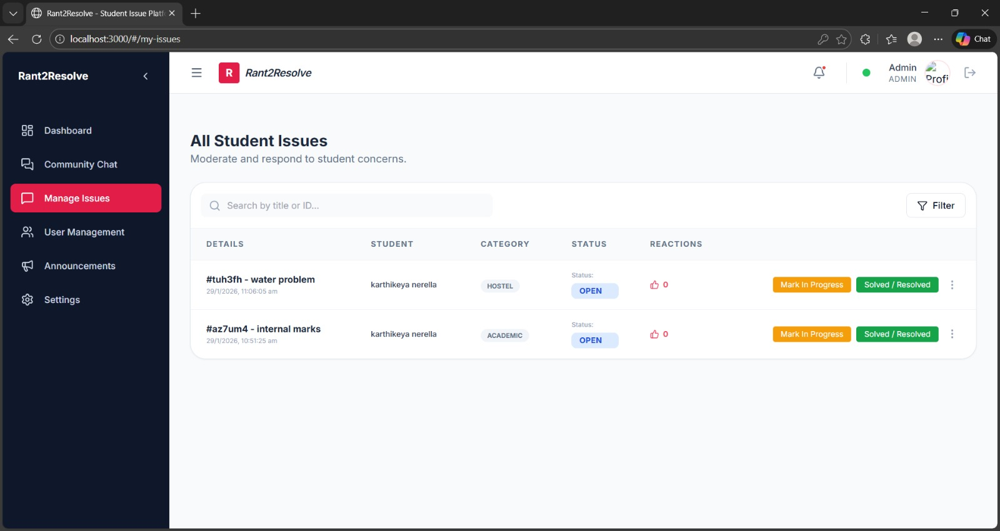 Rant2Resolve - Student Issue Platf
localhost:3000/#/my-issues
Chat
Rant2Resolve
R Rant2Resolve
Admin
ADMIN
Profi
Dashboard
Community Chat
Manage Issues
User Management
Announcements
Settings
All Student Issues
Moderate and respond to student concerns.
Search by title or ID...
Filter
DETAILS STUDENT CATEGORY STATUS REACTIONS
#tuh3fh - water problem
29/1/2026, 11:06:05 am
karthikeya nerella
HOSTEL
Status:
OPEN
0
Mark In Progress
Solved / Resolved
#az7um4 - internal marks
29/1/2026, 10:51:25 am
karthikeya nerella
ACADEMIC
Status:
OPEN
0
Mark In Progress
Solved / Resolved